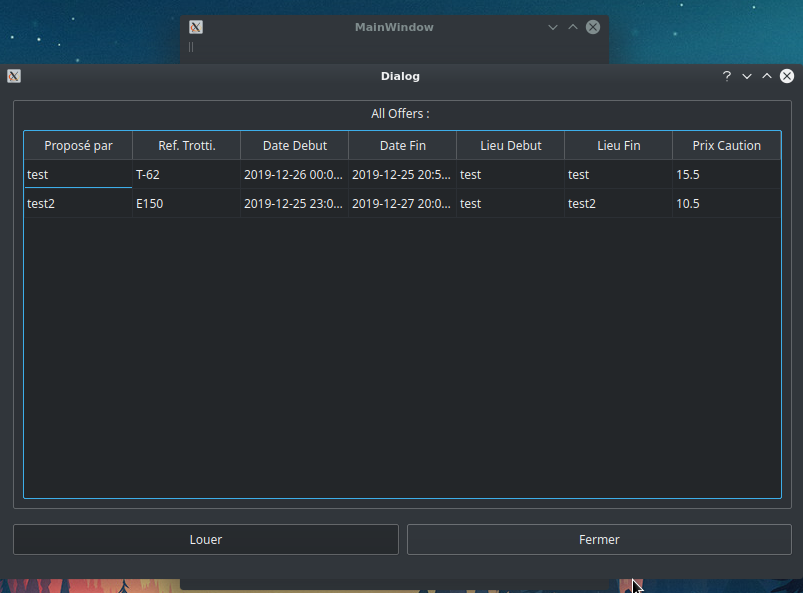 MainWindow
Dialog
?
All Offers :
Proposé par Ref. Trotti. Date Debut Date Fin Lieu Debut Lieu Fin Prix Caution
test T-62 2019-12-26 00:0... 2019-12-25 20:5... test test 15.5
test2 E150 2019-12-25 23:0... 2019-12-27 20:0... test test2 10.5
Louer Fermer